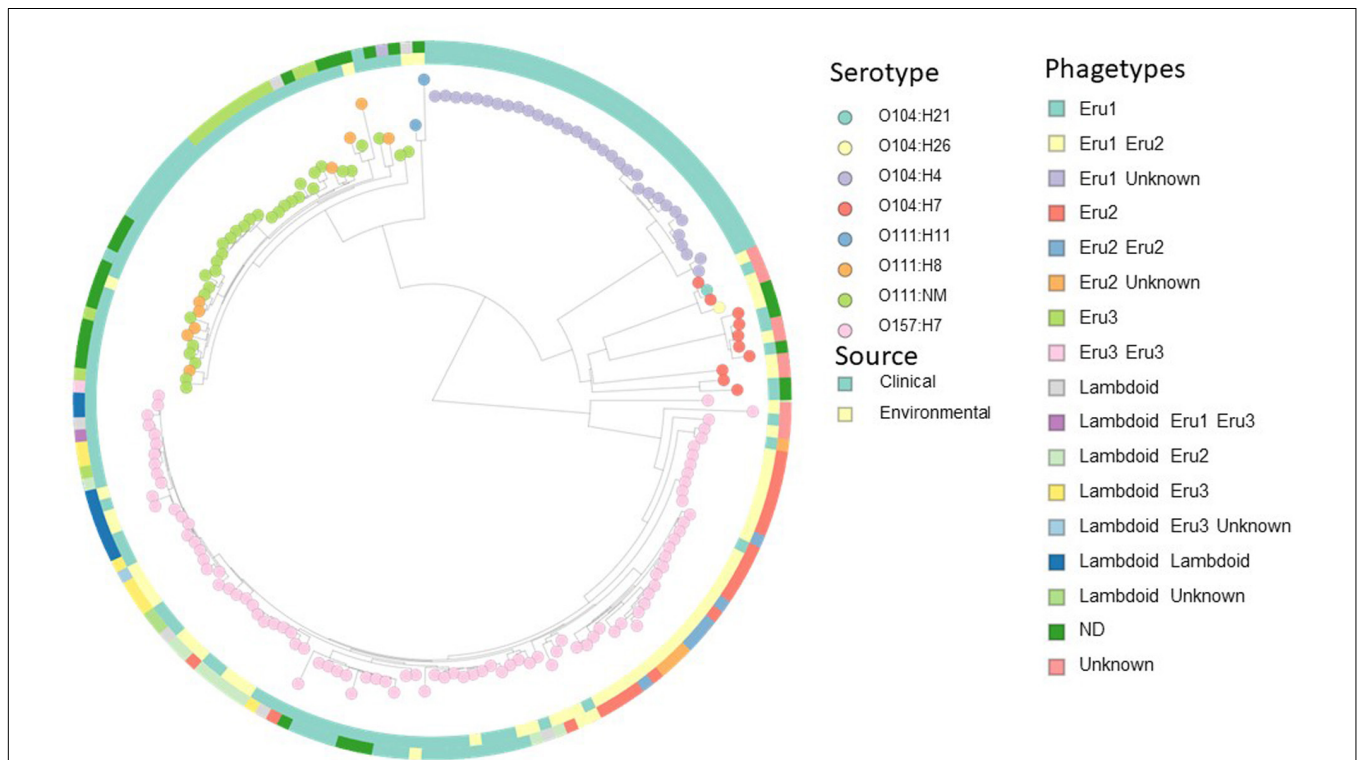 Serotype
O104:H21
O104:H26
O104:H4
O104:H7
O111:H11
O111:H8
O111:NM
O157:H7
Source
Clinical
Environmental
Phagetypes
Eru1
Eru1 Eru2
Eru1 Unknown
Eru2
Eru2 Eru2
Eru2 Unknown
Eru3
Eru3 Eru3
Lambdoid
Lambdoid Eru1 Eru3
Lambdoid Eru2
Lambdoid Eru3
Lambdoid Eru3 Unknown
Lambdoid Lambdoid
Lambdoid Unknown
ND
Unknown